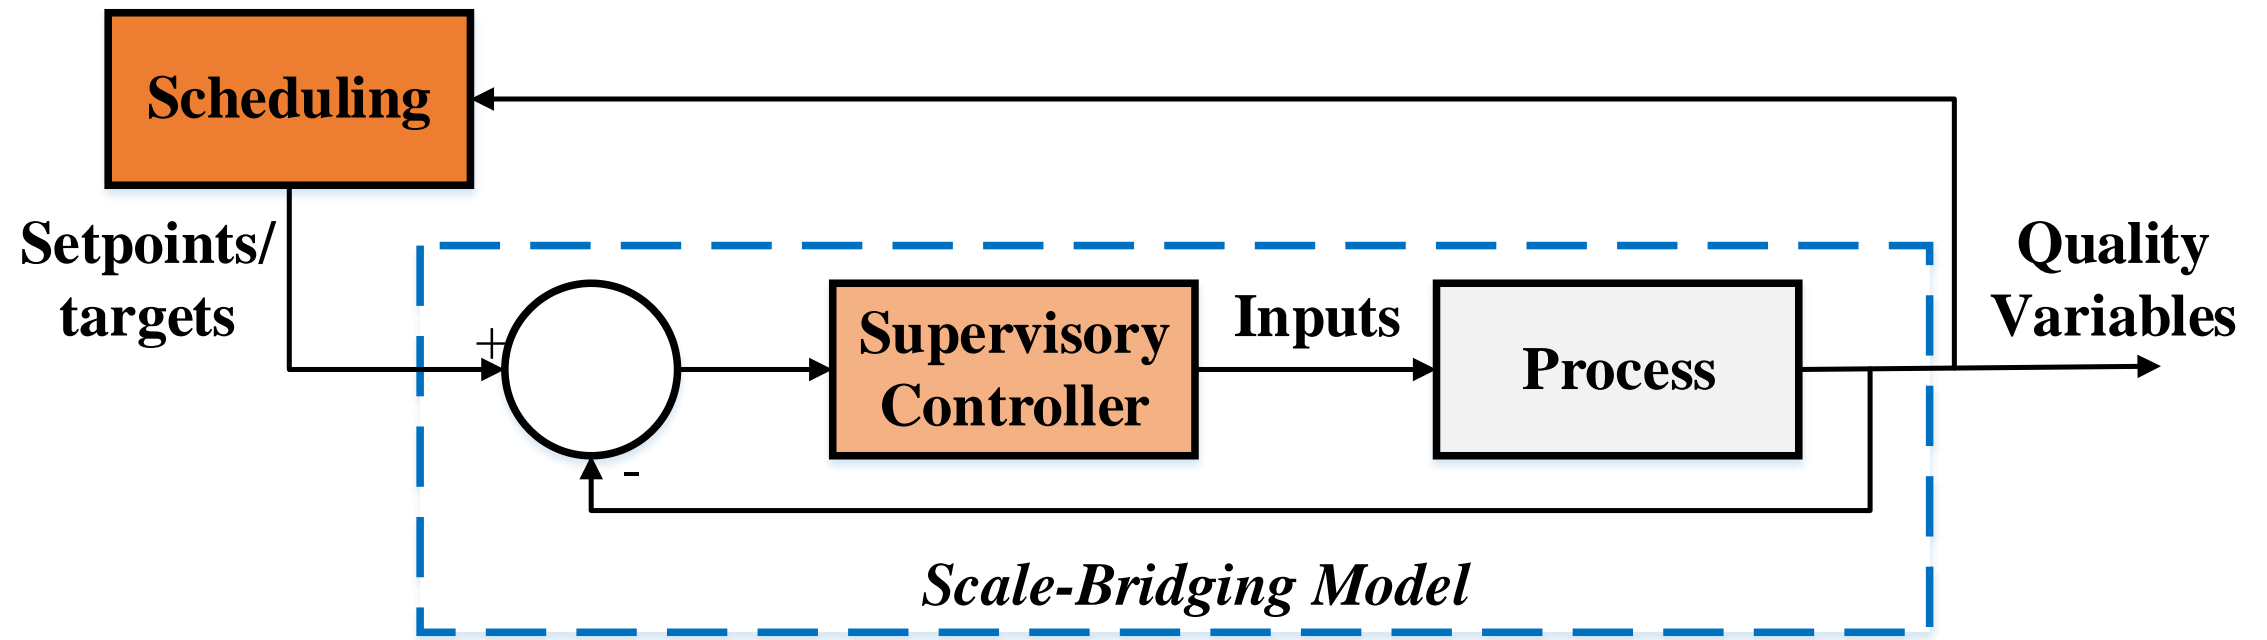 Scheduling
Setpoints/
targets
Quality
Variables
+
Supervisory
Controller
Inputs
Process
-
Scale-Bridging Model